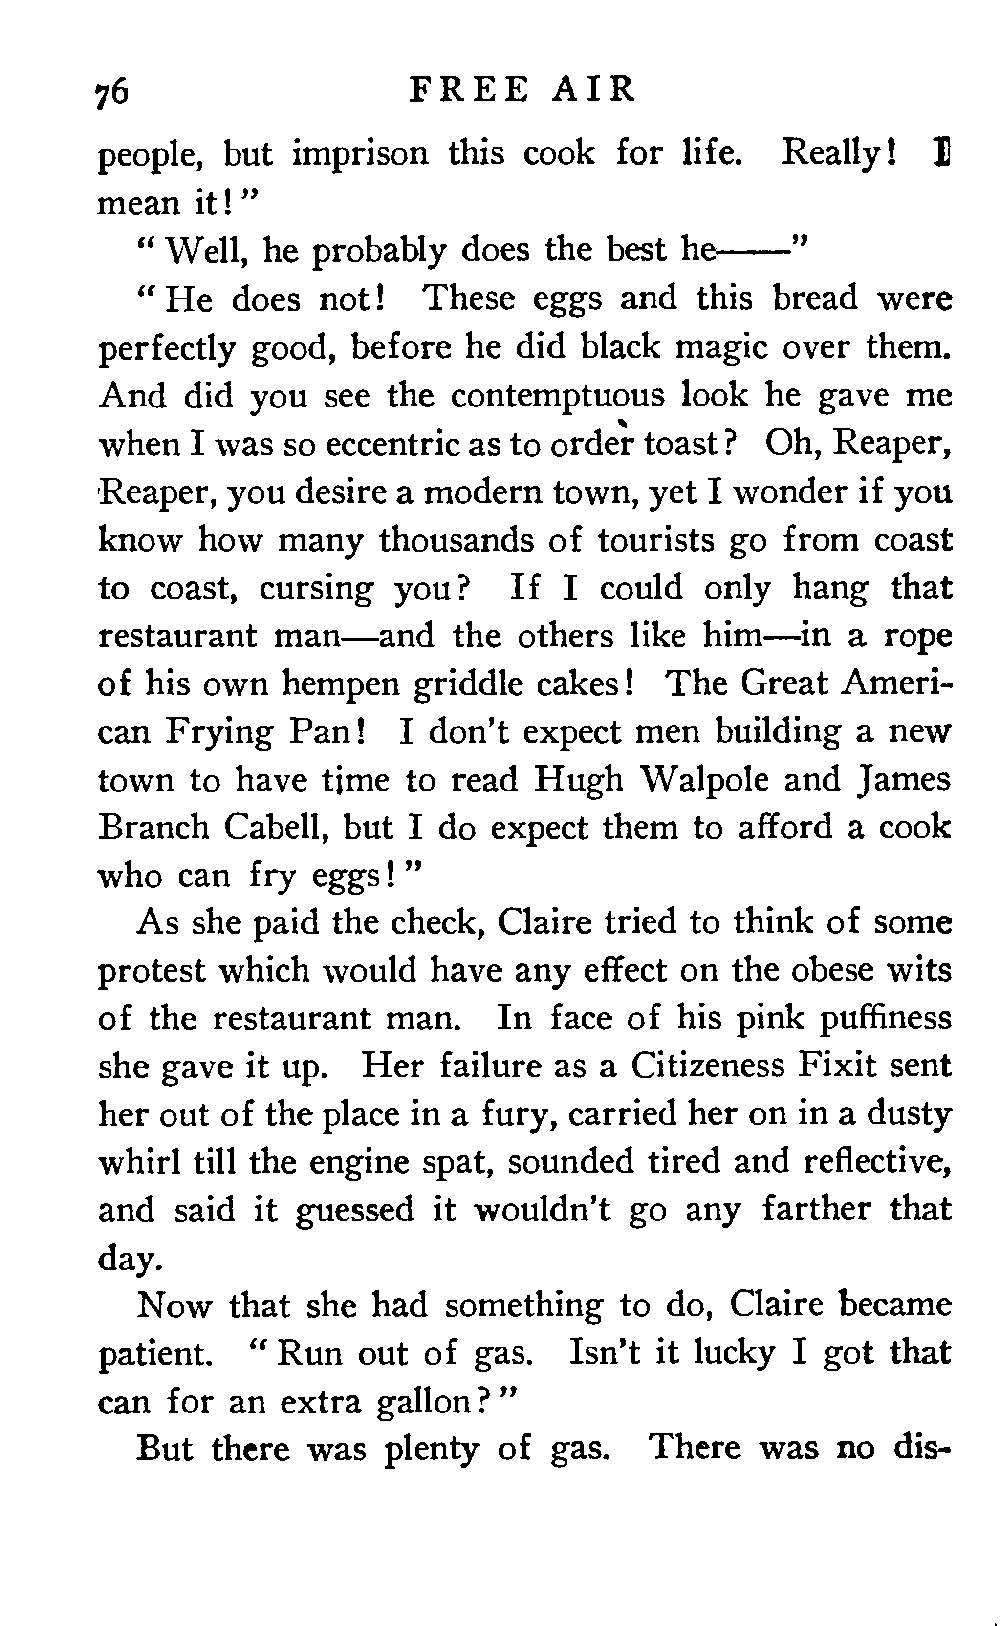 76 FREE AIR
people, but imprison this cook for life. Really! I
mean it!"
"Well, he probably does the best he——"
"He does not! These eggs and this bread were
perfectly good, before he did black magic over them.
And did you see the contemptuous look he gave me
when I was so eccentric as to order toast? Oh, Reaper,
Reaper, you desire a modern town, yet I wonder if you
know how many thousands of tourists go from coast
to coast, cursing you? If I could only hang that
restaurant man—and the others like him—in a rope
of his own hempen griddle cakes! The Great Ameri-
can Frying Pan! I don't expect men building a new
town to have time to read Hugh Walpole and James
Branch Cabell, but I do expect them to afford a cook
who can fry eggs!"
As she paid the check, Claire tried to think of some
protest which would have any effect on the obese wits
of the restaurant man. In face of his pink puffiness
she gave it up. Her failure as a Citizeness Fixit sent
her out of the place in a fury, carried her on in a dusty
whirl till the engine spat, sounded tired and reflective,
and said it guessed it wouldn't go any farther that
day.
Now that she had something to do, Claire became
patient. "Run out of gas. Isn't it lucky I got that
can for an extra gallon?"
But there was plenty of gas. There was no dis-